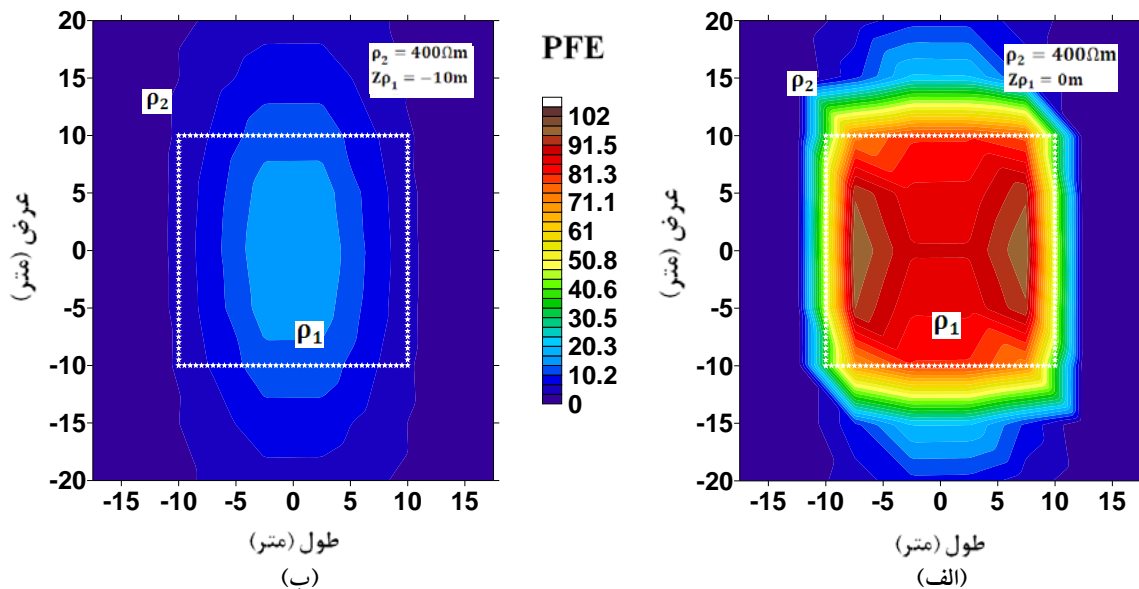 20
15
10
5
0
-5
-10
-15
-20
-15 -10 -5 0 5 10 15
عرض (متر)
طول (متر)
(ب)
ρ₂ = 400Ωm
Zρ₁ = −10m
ρ₂
ρ₁
PFE
102
91.5
81.3
71.1
61
50.8
40.6
30.5
20.3
10.2
0
20
15
10
5
0
-5
-10
-15
-20
-15 -10 -5 0 5 10 15
عرض (متر)
طول (متر)
(الف)
ρ₂ = 400Ωm
Zρ₁ = 0m
ρ₂
ρ₁